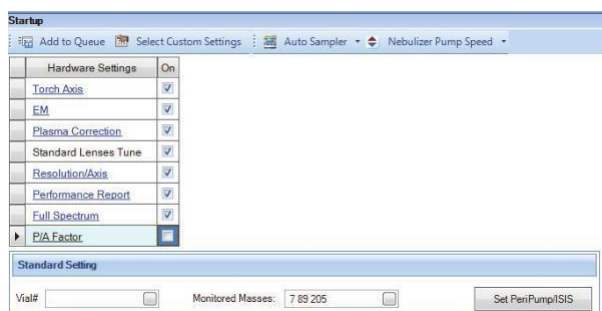 Startup
Add to Queue Select Custom Settings Auto Sampler Nebulizer Pump Speed
Hardware Settings On
Torch Axis
EM
Plasma Correction
Standard Lenses Tune
Resolution/Axis
Performance Report
Full Spectrum
P/A Factor
Standard Setting
Vial# Monitored Masses: 7 89 205 Set PeriPump/ISIS